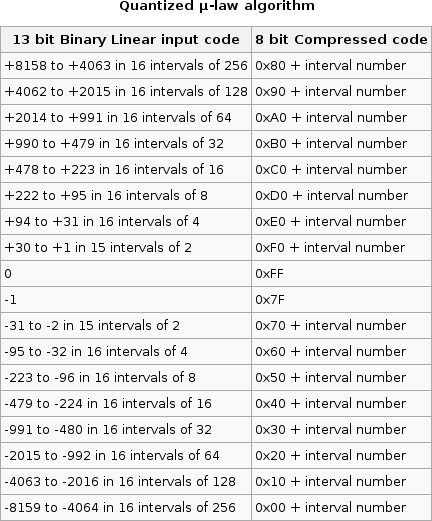 Quantized μ-law algorithm
13 bit Binary Linear input code 8 bit Compressed code
+8158 to +4063 in 16 intervals of 256 0x80 + interval number
+4062 to +2015 in 16 intervals of 128 0x90 + interval number
+2014 to +991 in 16 intervals of 64 0xA0 + interval number
+990 to +479 in 16 intervals of 32 0xB0 + interval number
+478 to +223 in 16 intervals of 16 0xC0 + interval number
+222 to +95 in 16 intervals of 8 0xD0 + interval number
+94 to +31 in 16 intervals of 4 0xE0 + interval number
+30 to +1 in 15 intervals of 2 0xF0 + interval number
0 0xFF
-1 0x7F
-31 to -2 in 15 intervals of 2 0x70 + interval number
-95 to -32 in 16 intervals of 4 0x60 + interval number
-223 to -96 in 16 intervals of 8 0x50 + interval number
-479 to -224 in 16 intervals of 16 0x40 + interval number
-991 to -480 in 16 intervals of 32 0x30 + interval number
-2015 to -992 in 16 intervals of 64 0x20 + interval number
-4063 to -2016 in 16 intervals of 128 0x10 + interval number
-8159 to -4064 in 16 intervals of 256 0x00 + interval number